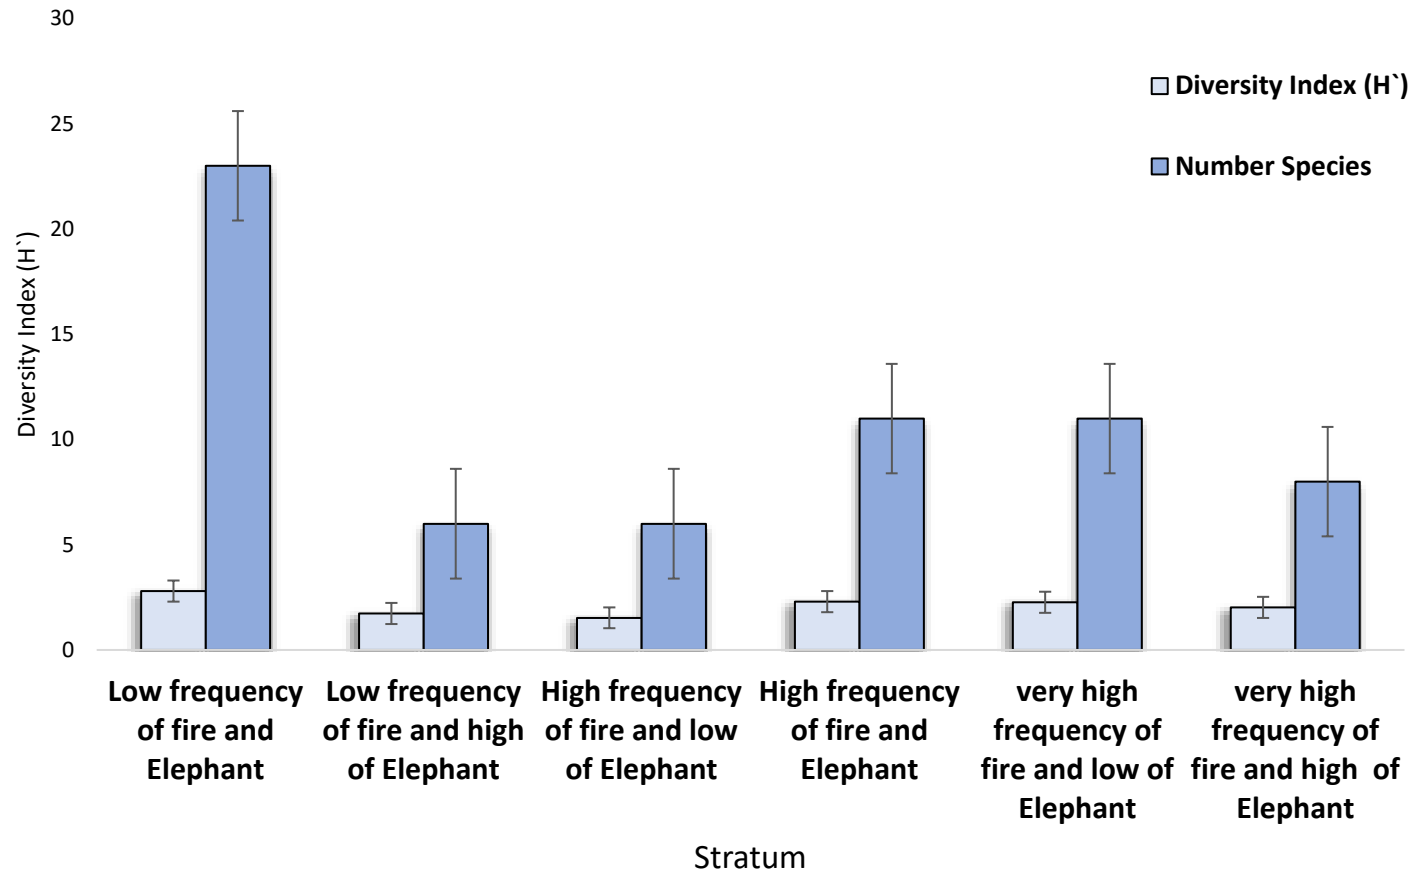 30
25
20
15
10
5
0
Diversity Index (H`)
Diversity Index (H`)
Number Species
Low frequency
of fire and
Elephant
Low frequency
of fire and high
of Elephant
High frequency
of fire and low
of Elephant
High frequency
of fire and
Elephant
very high
frequency of
fire and low of
Elephant
very high
frequency of
fire and high  of
Elephant
Stratum